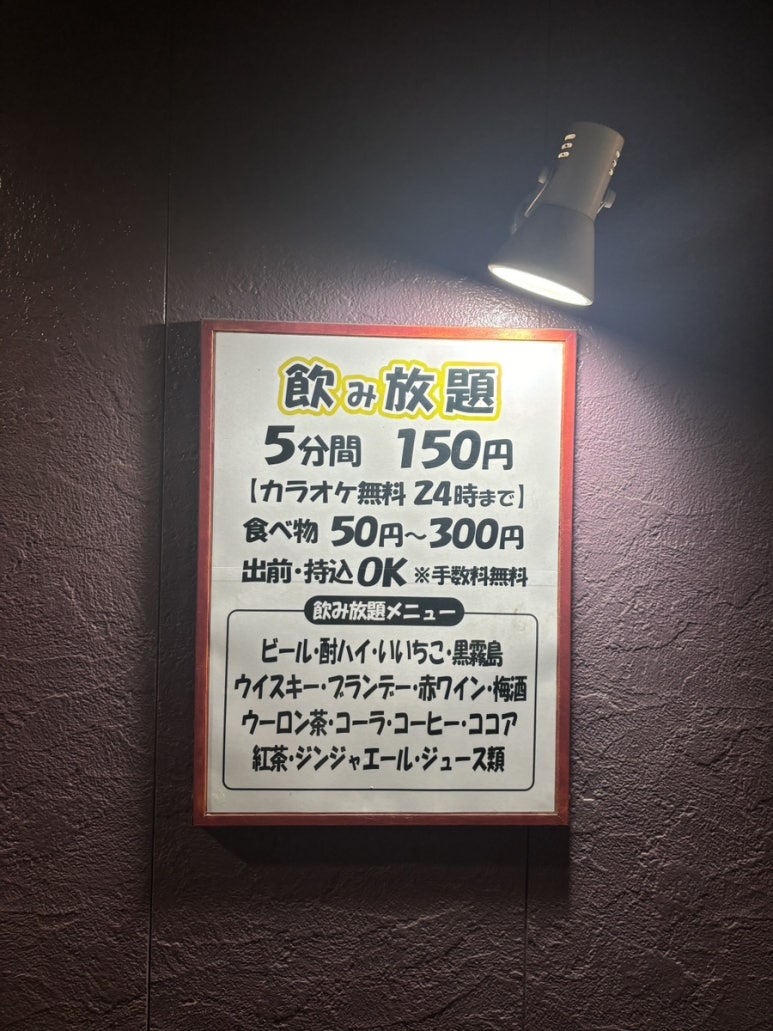 飲み放題
5分間 150円
【カラオケ無料 24時まで】
食べ物 50円〜300円
出前・持込OK ※手数料無料
飲み放題メニュー
ビール・酎ハイ・いいちこ・黒霧島
ウイスキー・ブランデー・赤ワイン・梅酒
ウーロン茶・コーラ・コーヒー・ココア
紅茶・ジンジャエール・ジュース類